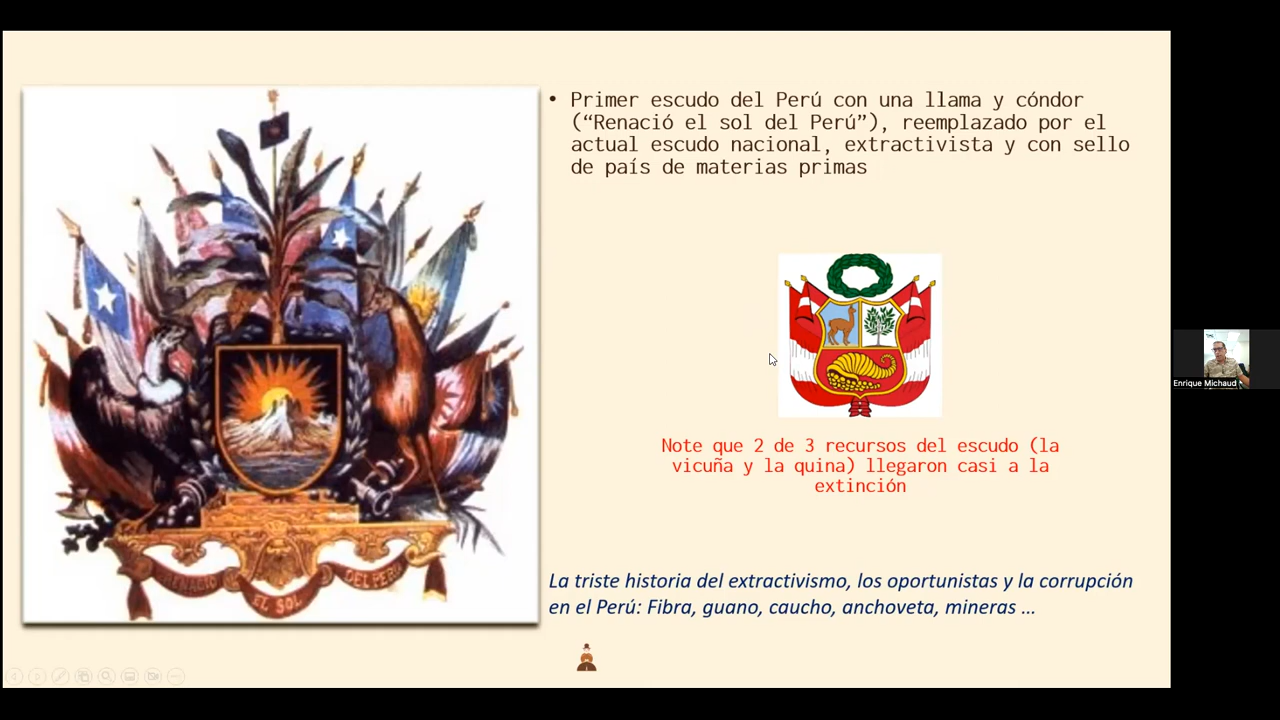 • Primer escudo del Perú con una llama y cóndor
(“Renació el sol del Perú”), reemplazado por el
actual escudo nacional, extractivista y con sello
de país de materias primas
RENACIO
EL SOL
DEL PERU
Note que 2 de 3 recursos del escudo (la
vicuña y la quina) llegaron casi a la
extinción
La triste historia del extractivismo, los oportunistas y la corrupción
en el Perú: Fibra, guano, caucho, anchoveta, mineras ...
Enrique Michaud